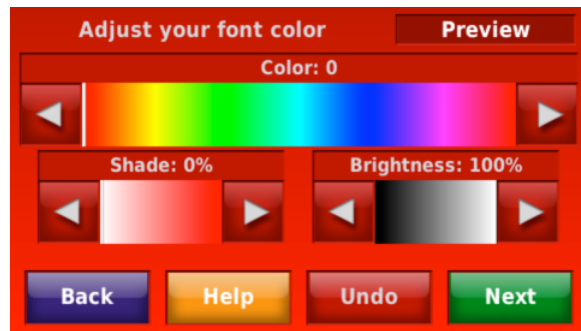 Adjust your font color Preview
Color: 0
Shade: 0% Brightness: 100%
Back Help Undo Next